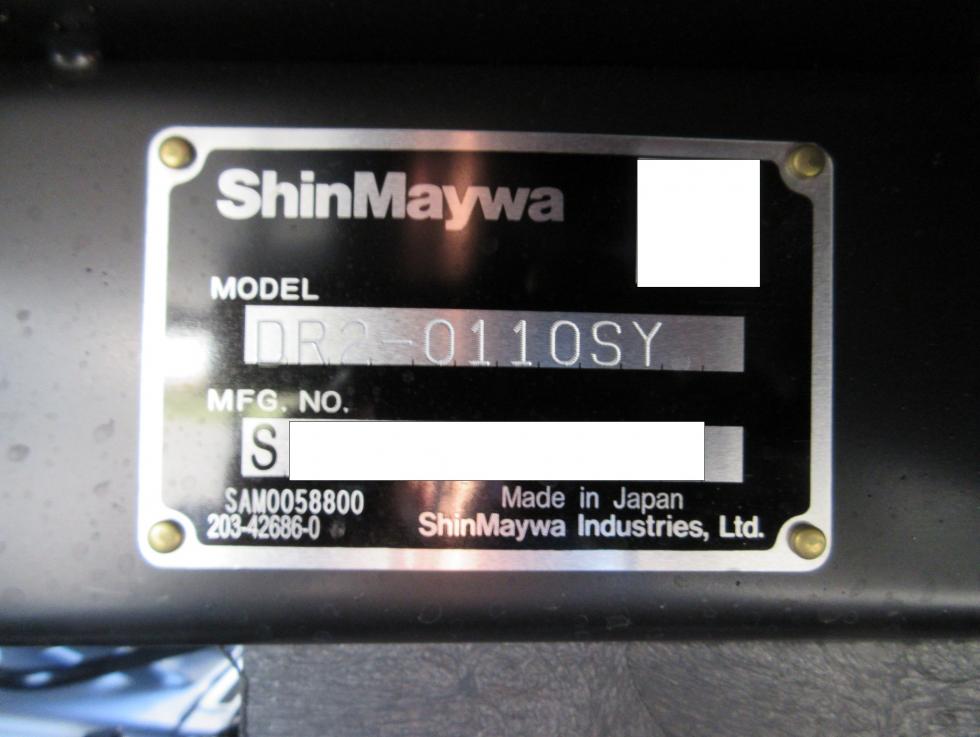 ShinMaywa
MODEL
DR2-0110SY
MFG. NO.
S
SAM0058800
Made in Japan
203-42686-0
ShinMaywa Industries, Ltd.